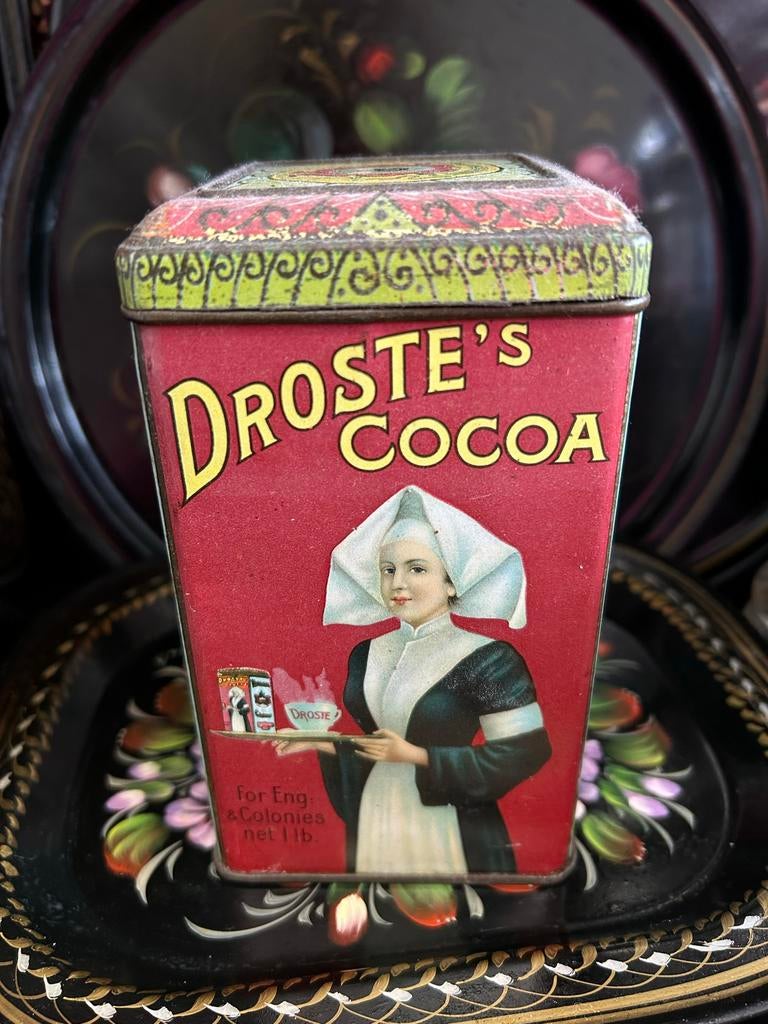 DROSTE'S
COCOA
DROSTE
For Eng:
& Colonies
net 1 lb.